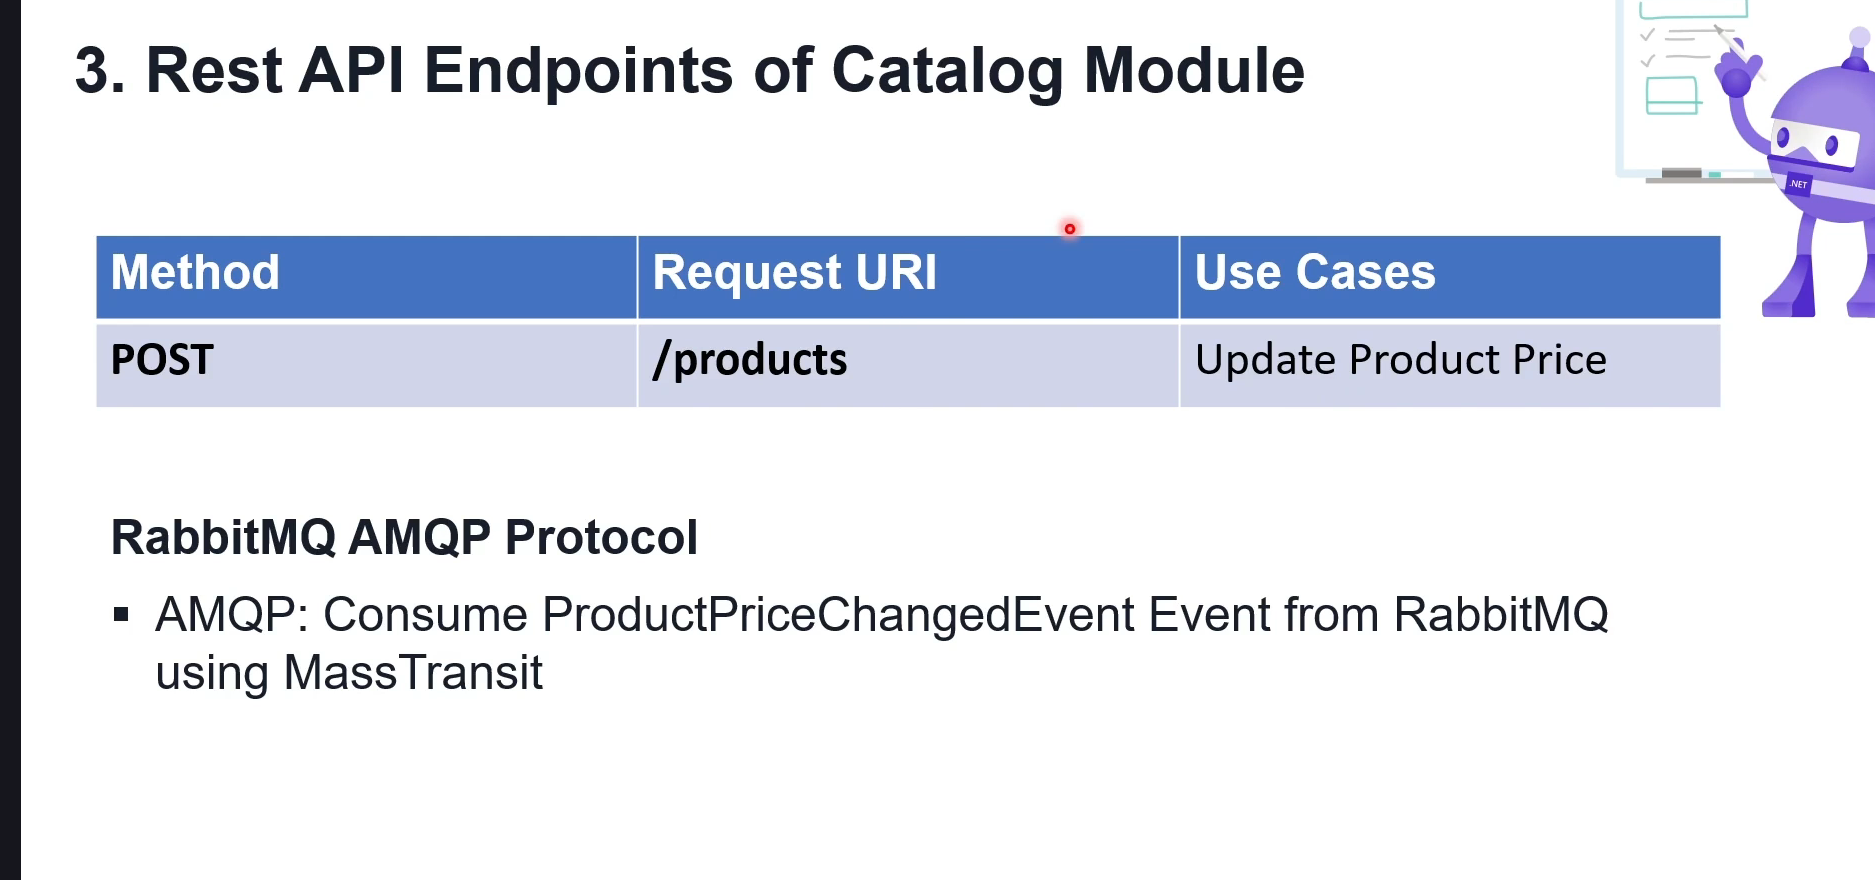 3. Rest API Endpoints of Catalog Module
.NET
Method Request URI Use Cases
POST /products Update Product Price
RabbitMQ AMQP Protocol
▪ AMQP: Consume ProductPriceChangedEvent Event from RabbitMQ
using MassTransit